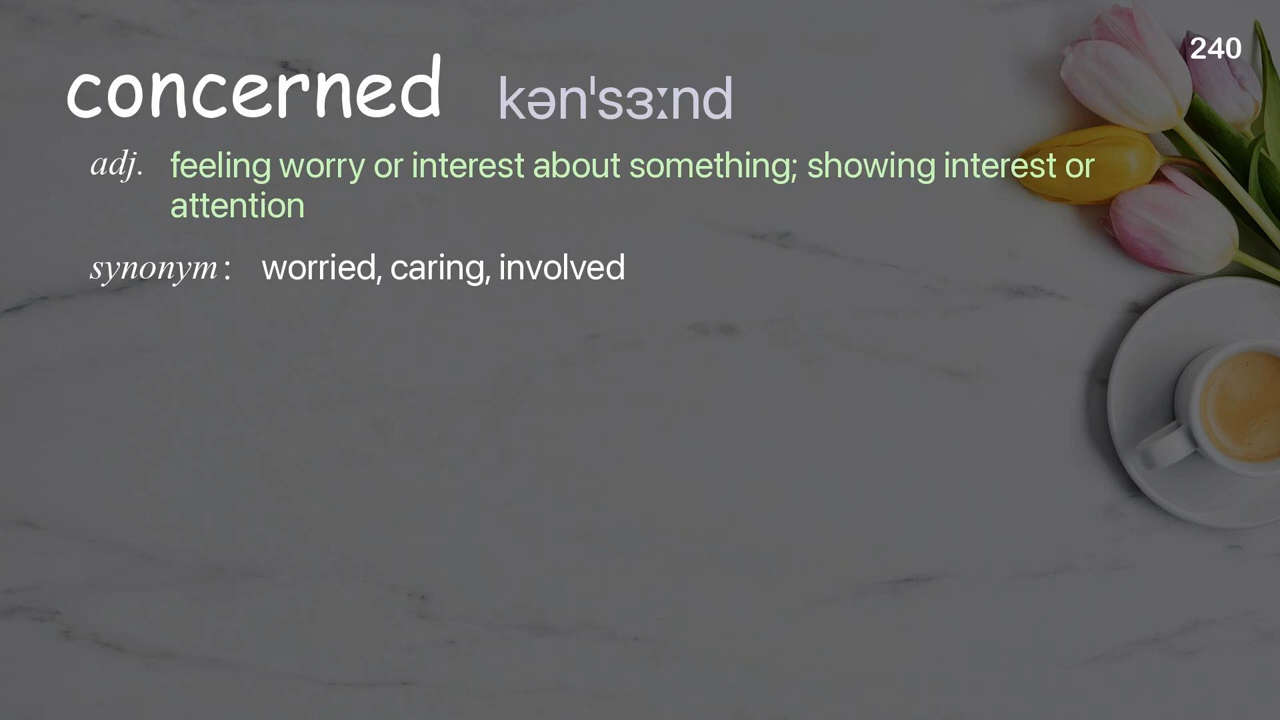 240
concerned kən'sɜːnd
adj. feeling worry or interest about something; showing interest or
attention
synonym : worried, caring, involved